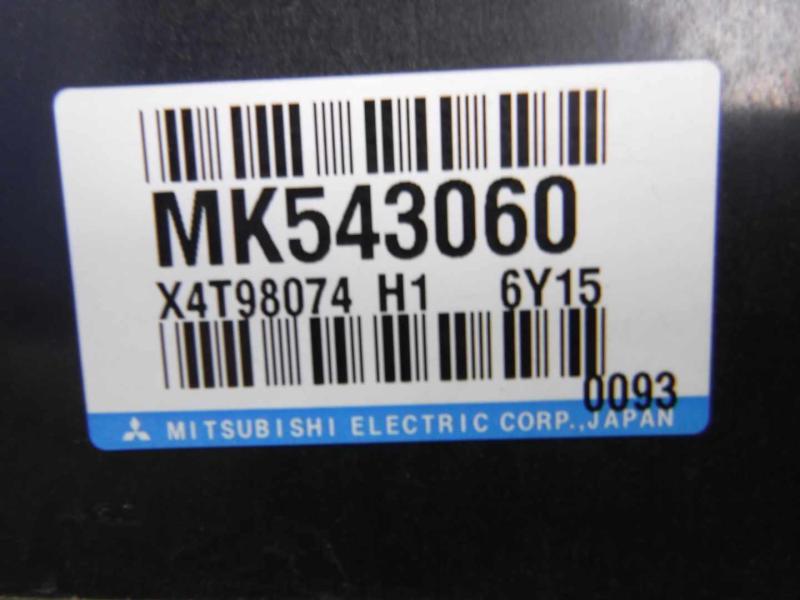 MK543060
X4T98074 H1 6Y15
0093
MITSUBISHI ELECTRIC CORP.,JAPAN